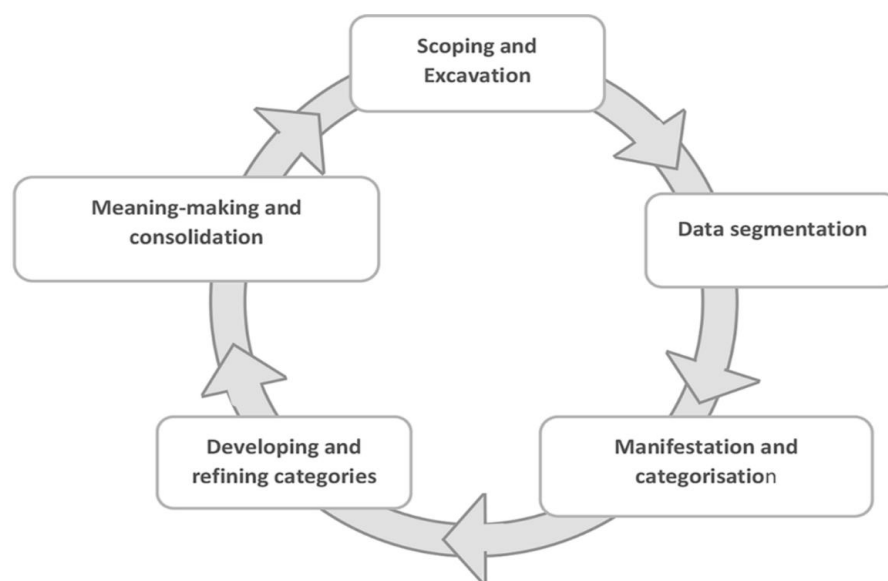 Scoping and
Excavation
Data segmentation
Manifestation and
categorisation
Developing and
refining categories
Meaning-making and
consolidation